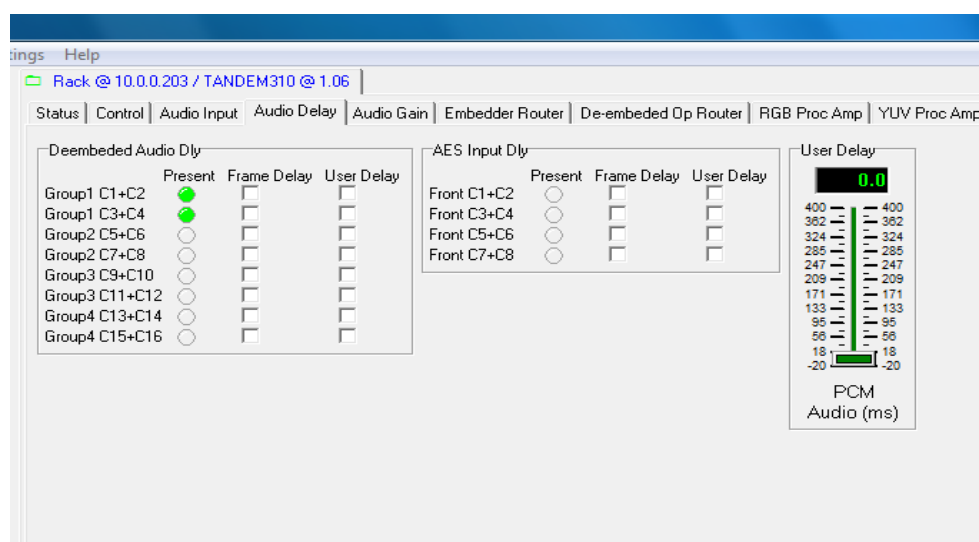 tings Help
Rack @ 10.0.0.203 / TANDEM310 @ 1.06
Status Control Audio Input Audio Delay Audio Gain Embedder Router De-embeded Op Router RGB Proc Amp YUV Proc Amp
Deembeded Audio Dly
Present Frame Delay User Delay
Group1 C1+C2
Group1 C3+C4
Group2 C5+C6
Group2 C7+C8
Group3 C9+C10
Group3 C11+C12
Group4 C13+C14
Group4 C15+C16
AES Input Dly
Present Frame Delay User Delay
Front C1+C2
Front C3+C4
Front C5+C6
Front C7+C8
User Delay
0.0
400 400
362 362
324 324
285 285
247 247
209 209
171 171
133 133
95 95
56 56
18 18
-20 -20
PCM
Audio (ms)